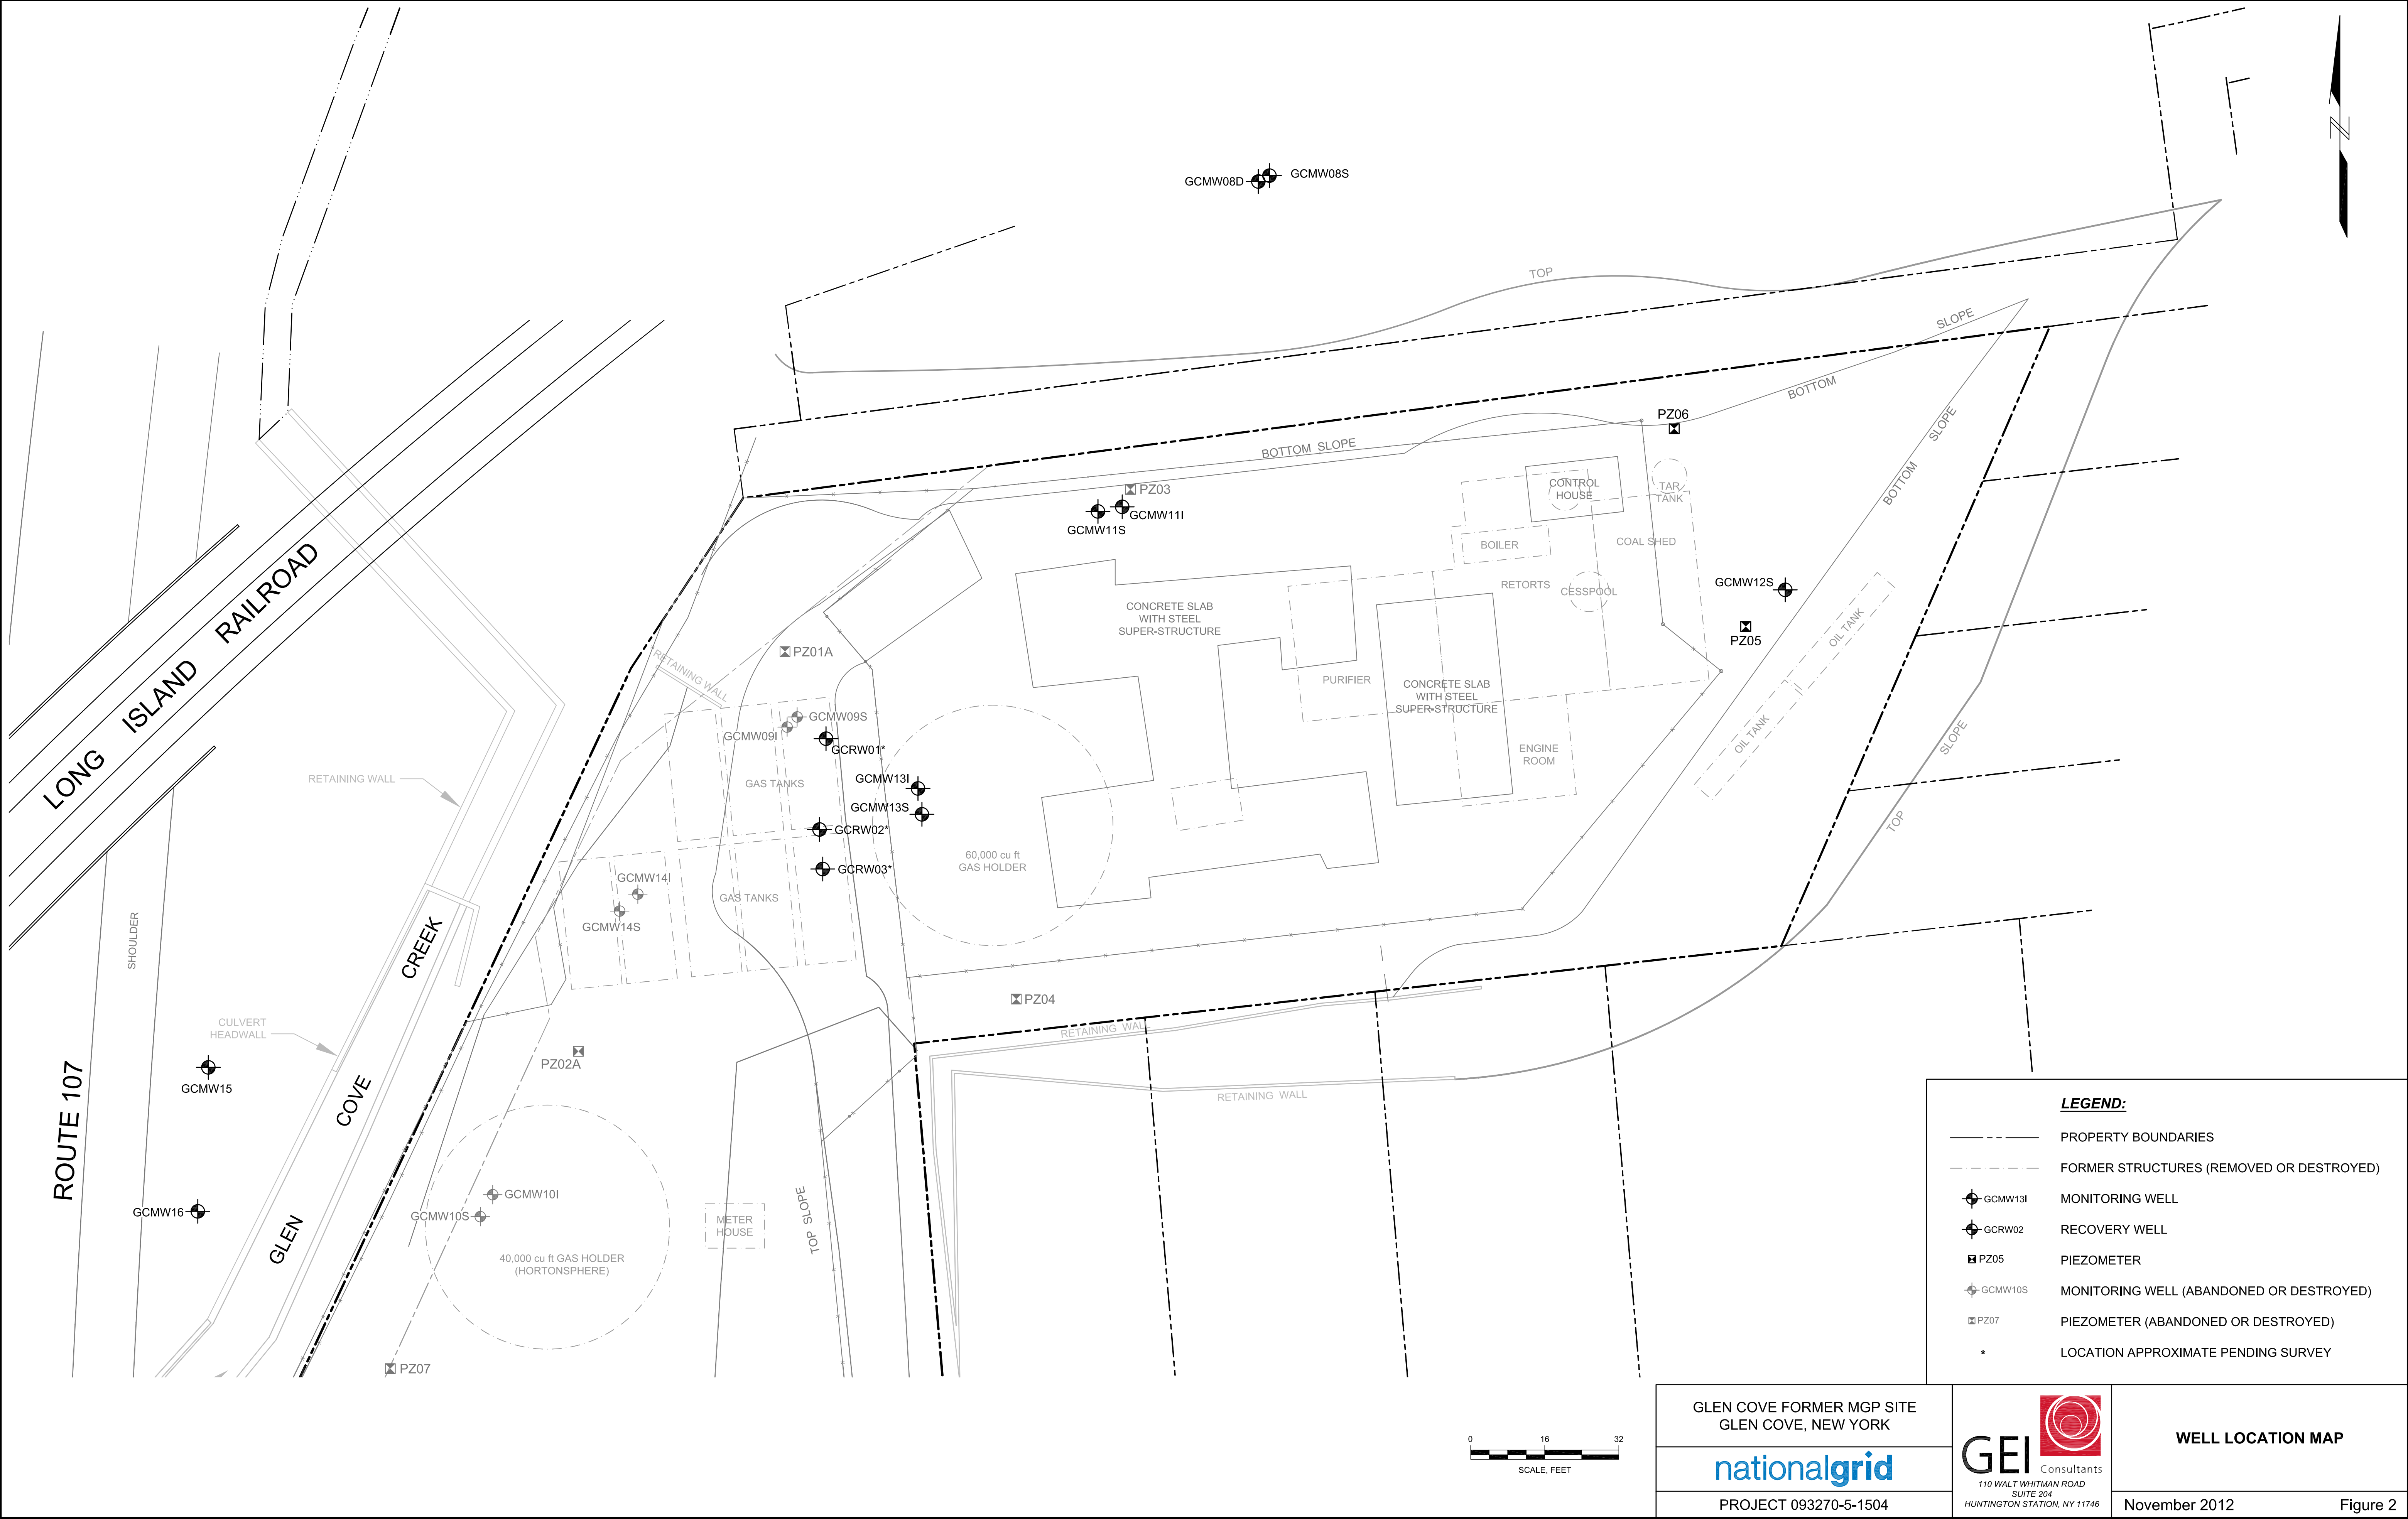 GCMW08D
GCMW08S
N
TOP
SLOPE
BOTTOM
PZ06
BOTTOM SLOPE
SLOPE
BOTTOM
PZ03
GCMW11I
GCMW11S
CONTROL
HOUSE
TAR
TANK
BOILER
COAL SHED
RETORTS
CESSPOOL
GCMW12S
PZ05
OIL TANK
OIL TANK
CONCRETE SLAB
WITH STEEL
SUPER-STRUCTURE
PURIFIER
CONCRETE SLAB
WITH STEEL
SUPER-STRUCTURE
ENGINE
ROOM
SLOPE
TOP
LONG ISLAND RAILROAD
RETAINING WALL
PZ01A
GCMW09S
GCMW09I
GCRW01*
GAS TANKS
GCMW13I
GCMW13S
GCRW02*
GCRW03*
60,000 cu ft
GAS HOLDER
RETAINING WALL
GCMW14I
GCMW14S
GAS TANKS
SHOULDER
CULVERT
HEADWALL
GLEN COVE CREEK
PZ04
RETAINING WALL
RETAINING WALL
PZ02A
GCMW15
ROUTE 107
GCMW16
GCMW10I
GCMW10S
40,000 cu ft GAS HOLDER
(HORTONSPHERE)
METER
HOUSE
TOP SLOPE
PZ07
LEGEND:
PROPERTY BOUNDARIES
FORMER STRUCTURES (REMOVED OR DESTROYED)
GCMW13I MONITORING WELL
GCRW02 RECOVERY WELL
PZ05 PIEZOMETER
GCMW10S MONITORING WELL (ABANDONED OR DESTROYED)
PZ07 PIEZOMETER (ABANDONED OR DESTROYED)
* LOCATION APPROXIMATE PENDING SURVEY
0 16 32
SCALE, FEET
GLEN COVE FORMER MGP SITE
GLEN COVE, NEW YORK
nationalgrid
PROJECT 093270-5-1504
GEI Consultants
110 WALT WHITMAN ROAD
SUITE 204
HUNTINGTON STATION, NY 11746
WELL LOCATION MAP
November 2012
Figure 2